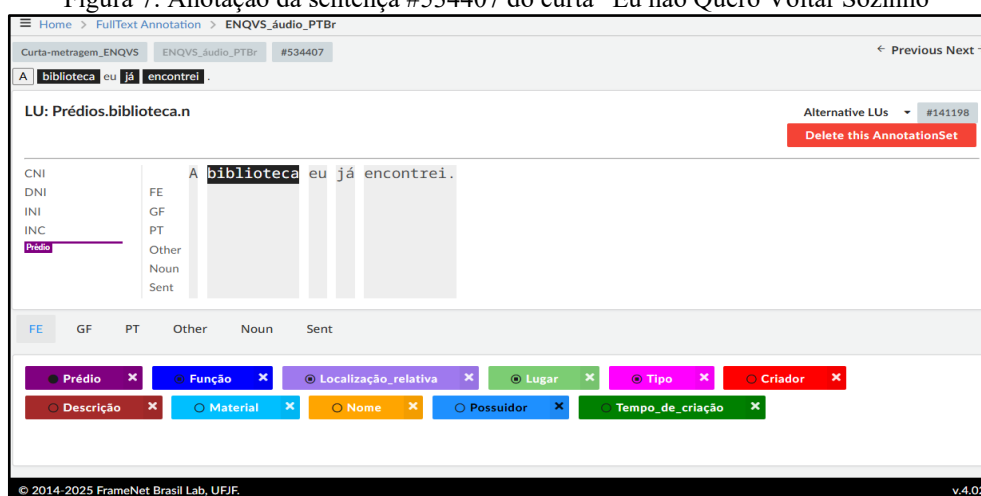 Figura 7: Anotação da sentença #534407 do curta "Eu não Quero Voltar Sozinho"
Home > FullText Annotation > ENQVS_áudio_PTBr
Curta-metragem_ENQVS ENQVS_áudio_PTBr #534407 ← Previous Next
A biblioteca eu já encontrei .
LU: Prédios.biblioteca.n Alternative LUs #141198
Delete this AnnotationSet
CNI A biblioteca eu já encontrei.
DNI FE
INI GF
INC PT
Prédio Other
Noun
Sent
FE GF PT Other Noun Sent
Prédio × Função × Localização_relativa × Lugar × Tipo × Criador ×
Descrição × Material × Nome × Possuidor × Tempo_de_criação ×
© 2014-2025 FrameNet Brasil Lab, UFJF. v.4.02